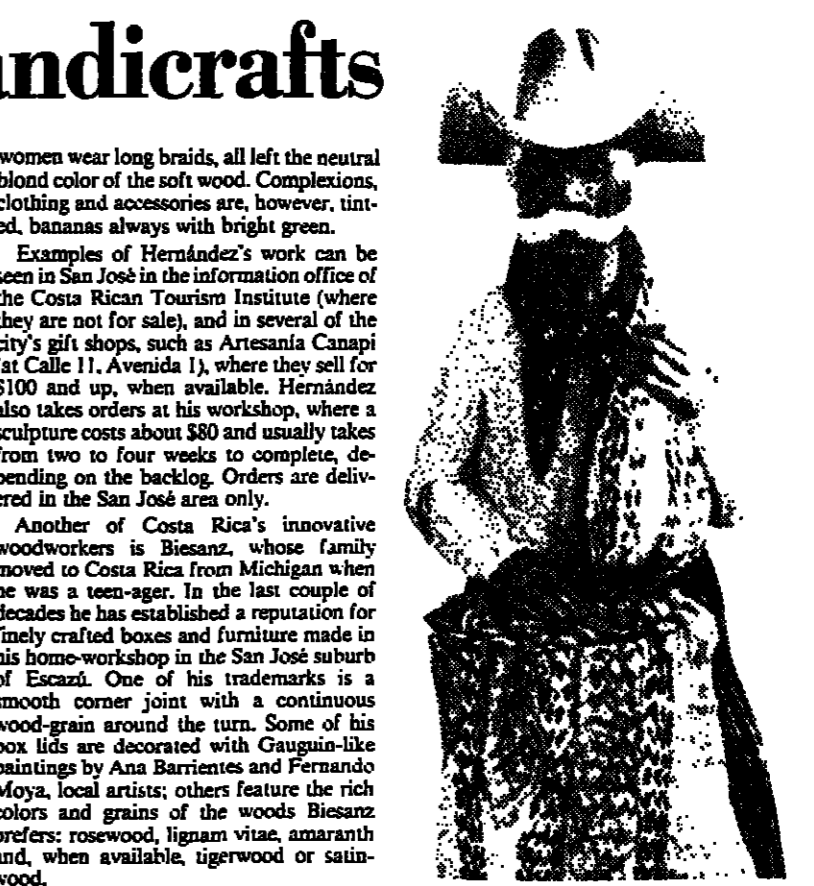 andicrafts
women wear long braids, all left the neutral
blond color of the soft wood. Complexions,
clothing and accessories are, however, tint-
ed, bananas always with bright green.
Examples of Hernández's work can be
seen in San José in the information office of
the Costa Rican Tourism Institute (where
they are not for sale), and in several of the
city's gift shops, such as Artesanía Canapi
(at Calle 11, Avenida 1), where they sell for
$100 and up, when available. Hernández
also takes orders at his workshop, where a
sculpture costs about $80 and usually takes
from two to four weeks to complete, de-
pending on the backlog. Orders are deliv-
ered in the San José area only.
Another of Costa Rica's innovative
woodworkers is Biesanz, whose family
moved to Costa Rica from Michigan when
he was a teen-ager. In the last couple of
decades he has established a reputation for
finely crafted boxes and furniture made in
his home-workshop in the San José suburb
of Escazú. One of his trademarks is a
smooth corner joint with a continuous
wood-grain around the turn. Some of his
box lids are decorated with Gauguin-like
paintings by Ana Barrientes and Fernando
Moya, local artists; others feature the rich
colors and grains of the woods Biesanz
prefers: rosewood, lignam vitae, amaranth
and, when available, tigerwood or satin-
wood.